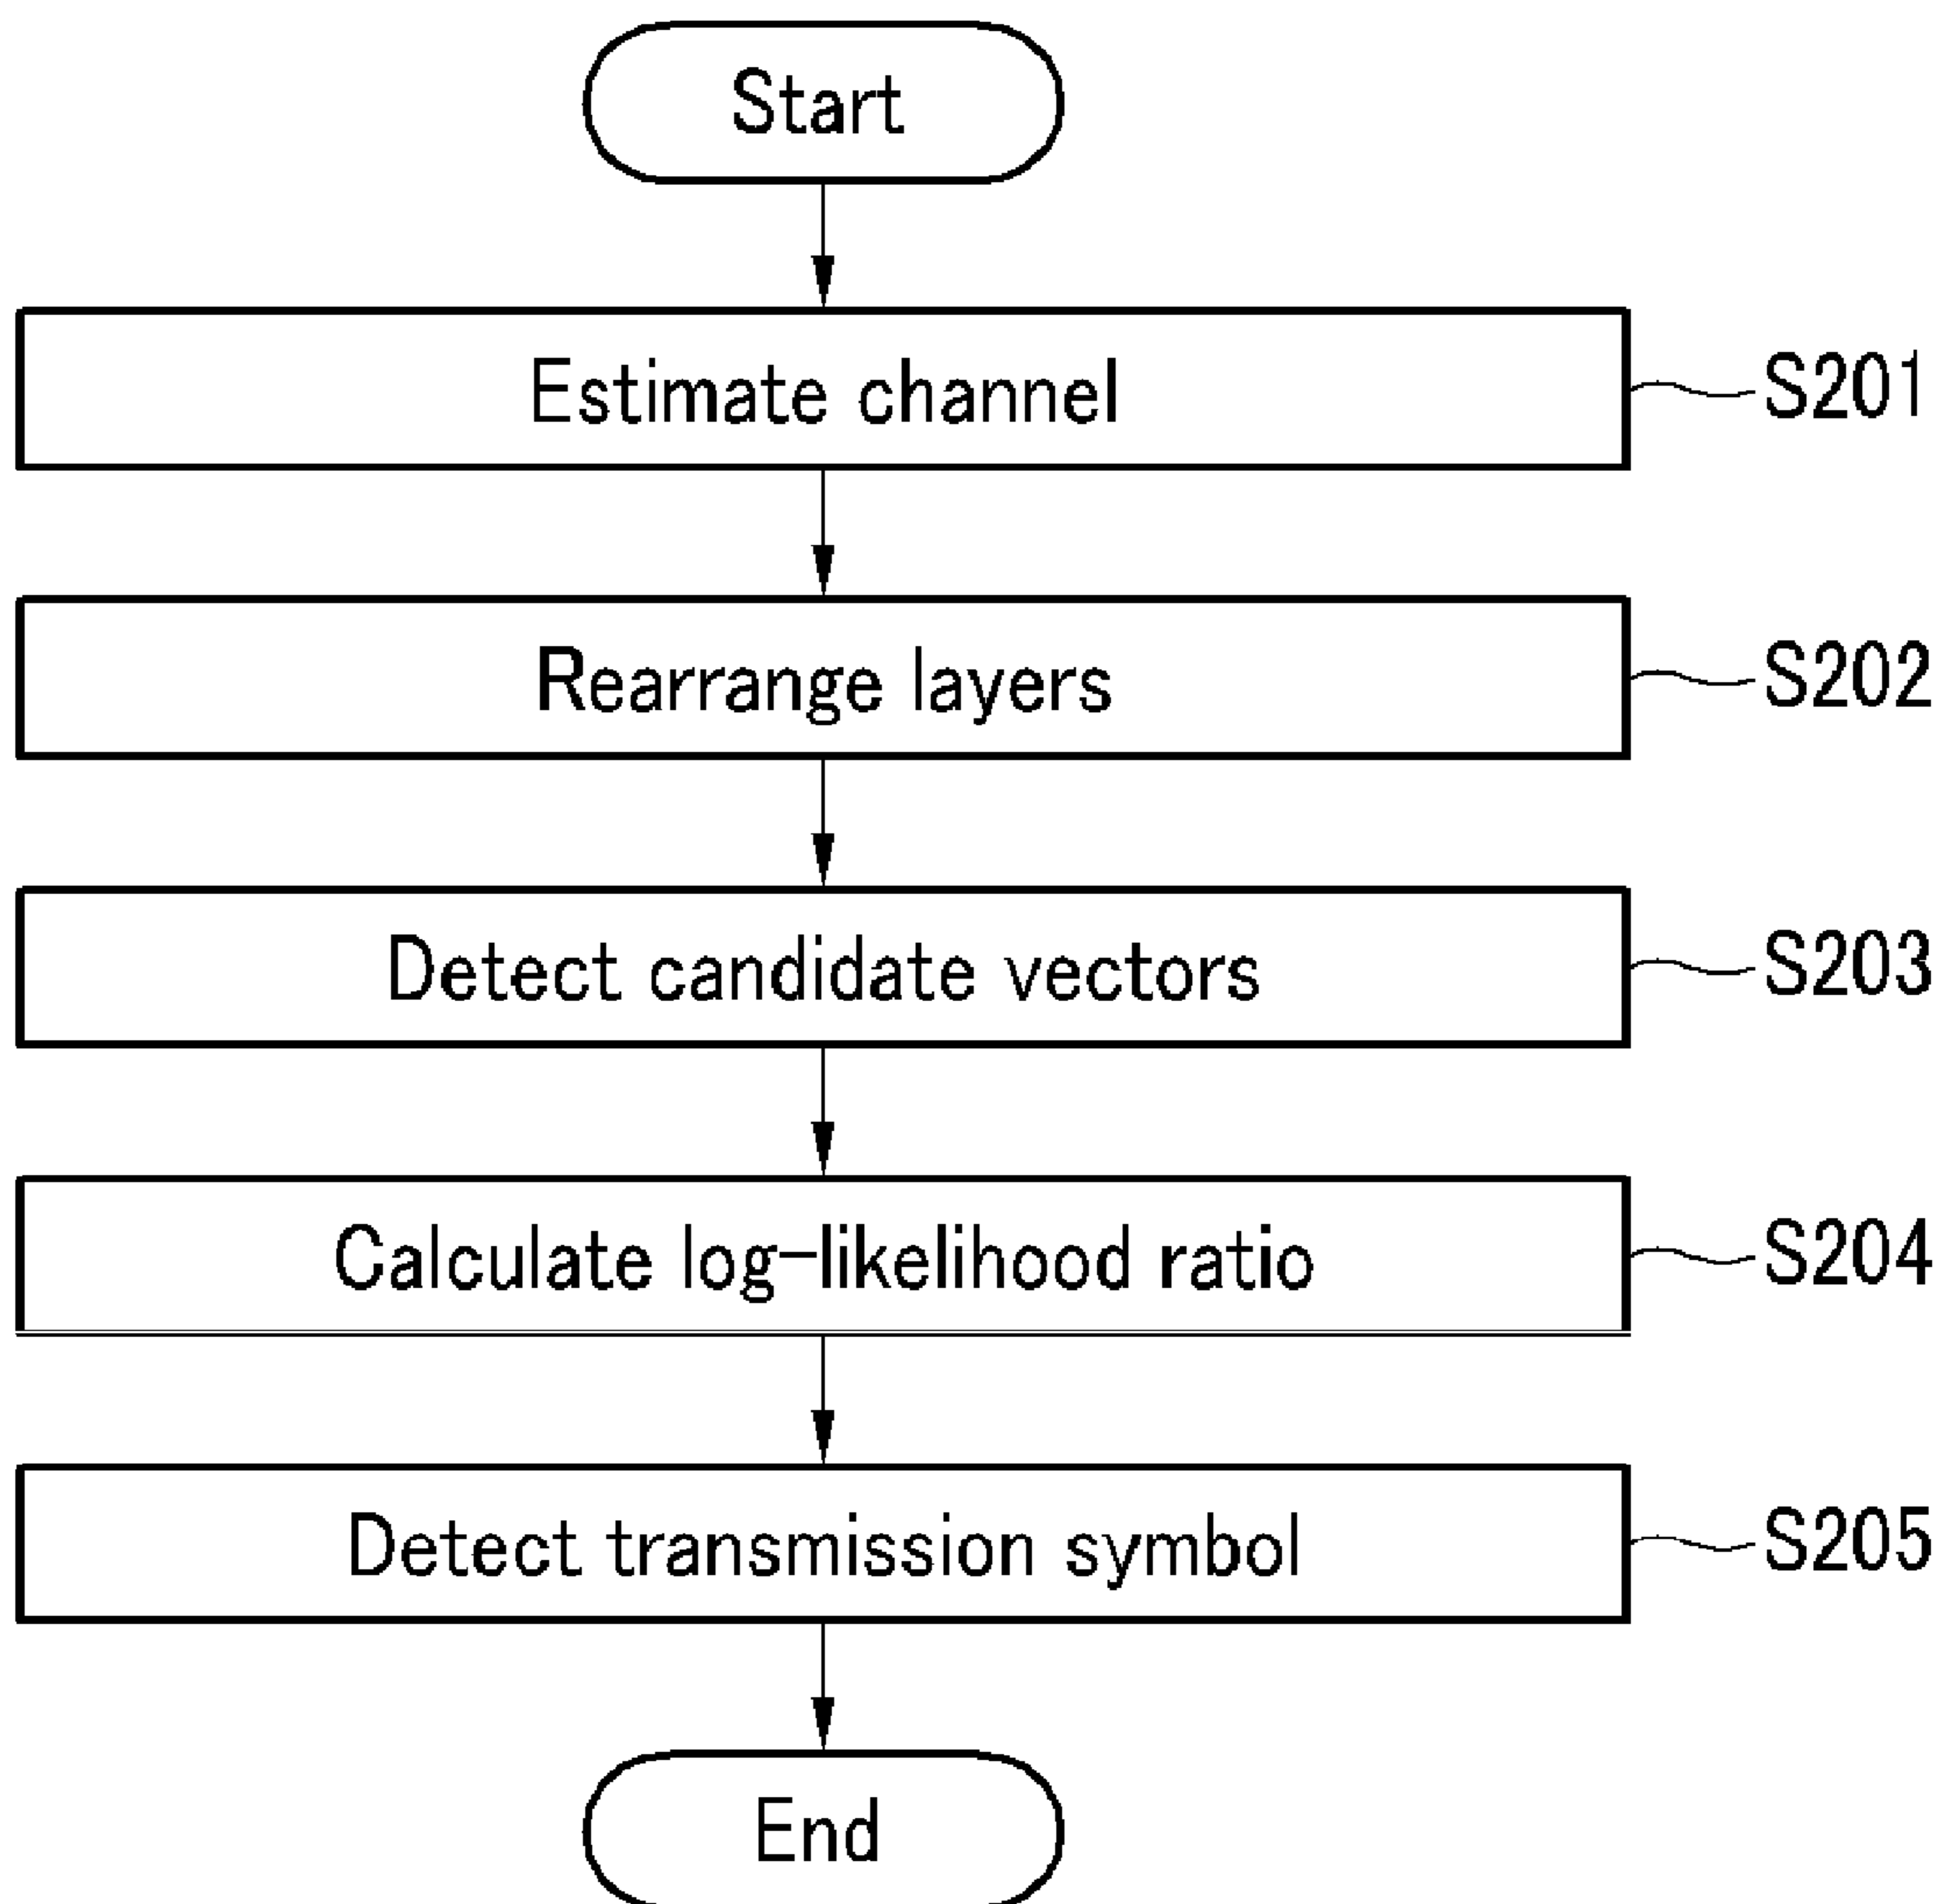 Start
Estimate channel
S201
Rearrange layers
S202
Detect candidate vectors
S203
Calculate log-likelihood ratio
S204
Detect transmission symbol
S205
End